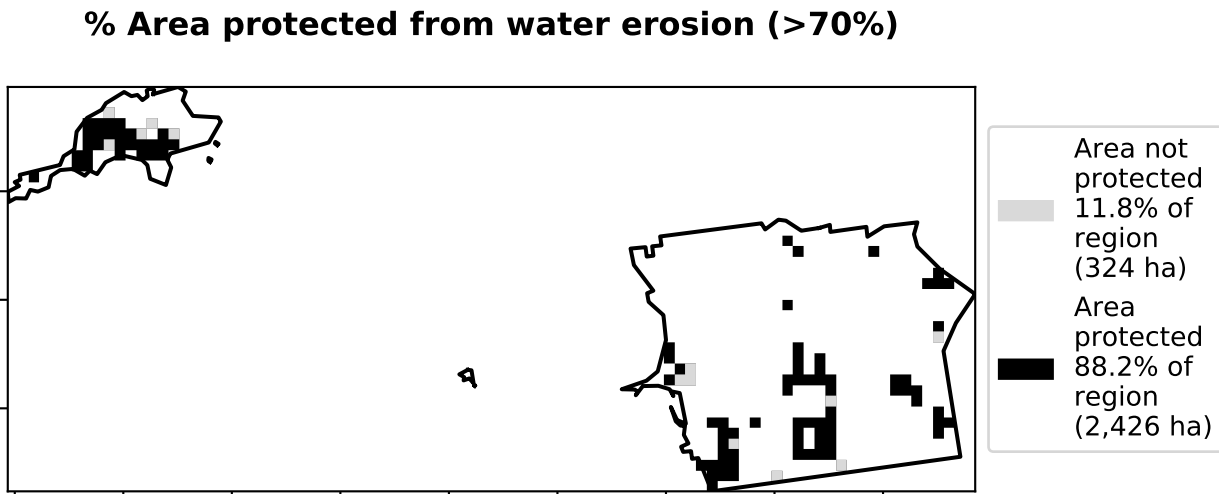 % Area protected from water erosion (>70%)
Area not
protected
11.8% of
region
(324 ha)
Area
protected
88.2% of
region
(2,426 ha)